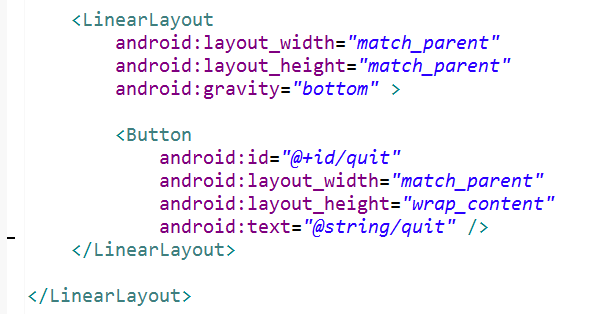 <LinearLayout
android:layout_width="match_parent"
android:layout_height="match_parent"
android:gravity="bottom" >
<Button
android:id="@+id/quit"
android:layout_width="match_parent"
android:layout_height="wrap_content"
android:text="@string/quit" />
</LinearLayout>
</LinearLayout>